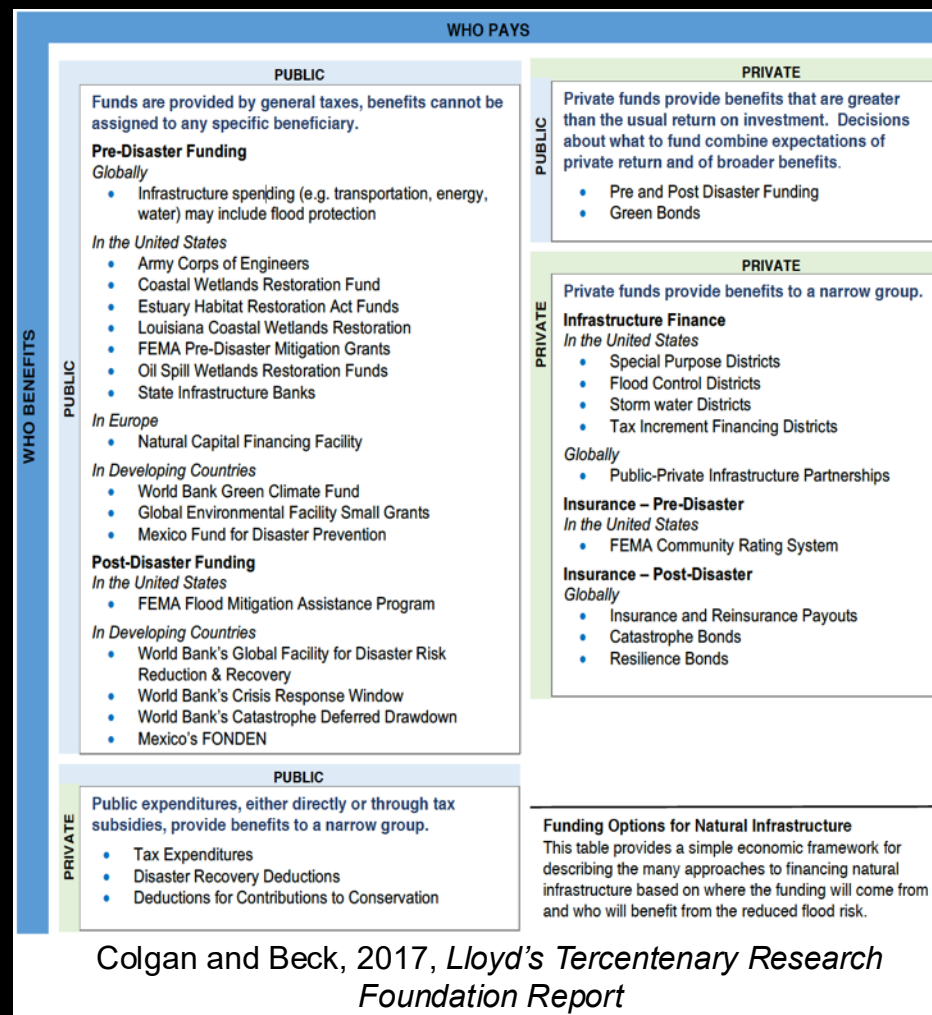 WHO PAYS
WHO BENEFITS
PUBLIC
PUBLIC
Funds are provided by general taxes, benefits cannot be
assigned to any specific beneficiary.
Pre-Disaster Funding
Globally
• Infrastructure spending (e.g. transportation, energy,
water) may include flood protection
In the United States
• Army Corps of Engineers
• Coastal Wetlands Restoration Fund
• Estuary Habitat Restoration Act Funds
• Louisiana Coastal Wetlands Restoration
• FEMA Pre-Disaster Mitigation Grants
• Oil Spill Wetlands Restoration Funds
• State Infrastructure Banks
In Europe
• Natural Capital Financing Facility
In Developing Countries
• World Bank Green Climate Fund
• Global Environmental Facility Small Grants
• Mexico Fund for Disaster Prevention
Post-Disaster Funding
In the United States
• FEMA Flood Mitigation Assistance Program
In Developing Countries
• World Bank's Global Facility for Disaster Risk
Reduction & Recovery
• World Bank's Crisis Response Window
• World Bank's Catastrophe Deferred Drawdown
• Mexico's FONDEN
PRIVATE
PUBLIC
Private funds provide benefits that are greater
than the usual return on investment. Decisions
about what to fund combine expectations of
private return and of broader benefits.
• Pre and Post Disaster Funding
• Green Bonds
PRIVATE
PRIVATE
Private funds provide benefits to a narrow group.
Infrastructure Finance
In the United States
• Special Purpose Districts
• Flood Control Districts
• Storm water Districts
• Tax Increment Financing Districts
Globally
• Public-Private Infrastructure Partnerships
Insurance – Pre-Disaster
In the United States
• FEMA Community Rating System
Insurance – Post-Disaster
Globally
• Insurance and Reinsurance Payouts
• Catastrophe Bonds
• Resilience Bonds
PUBLIC
PRIVATE
Public expenditures, either directly or through tax
subsidies, provide benefits to a narrow group.
• Tax Expenditures
• Disaster Recovery Deductions
• Deductions for Contributions to Conservation
Funding Options for Natural Infrastructure
This table provides a simple economic framework for
describing the many approaches to financing natural
infrastructure based on where the funding will come from
and who will benefit from the reduced flood risk.
Colgan and Beck, 2017, Lloyd's Tercentenary Research
Foundation Report